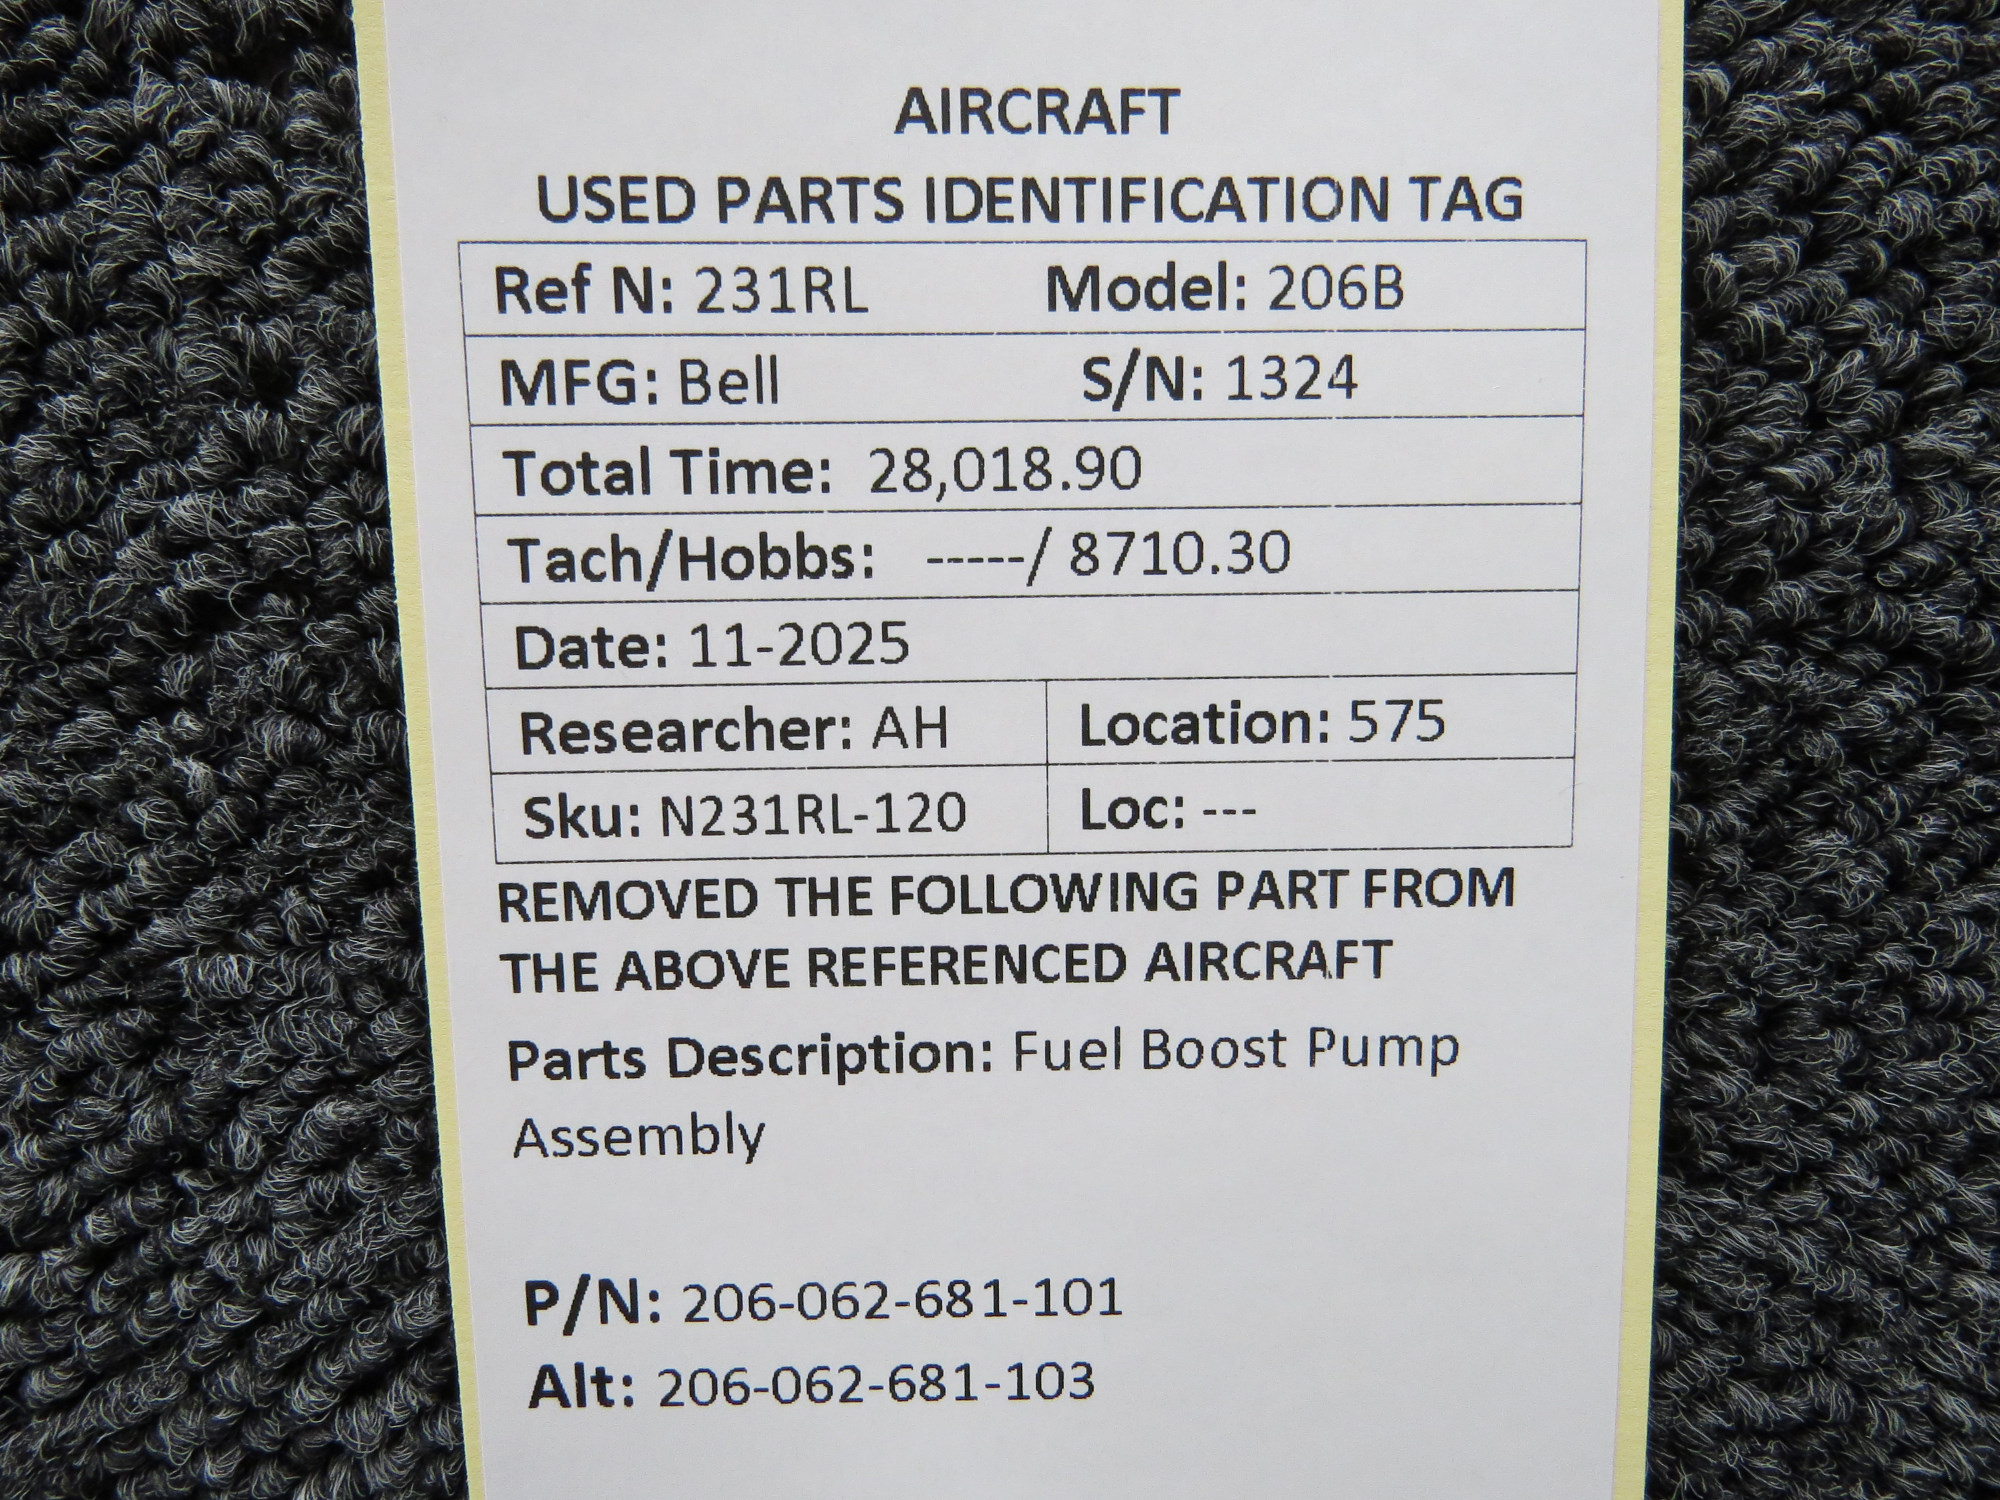 AIRCRAFT
USED PARTS IDENTIFICATION TAG
Ref N: 231RL Model: 206B
MFG: Bell S/N: 1324
Total Time: 28,018.90
Tach/Hobbs: -----/ 8710.30
Date: 11-2025
Researcher: AH Location: 575
Sku: N231RL-120 Loc: ---
REMOVED THE FOLLOWING PART FROM
THE ABOVE REFERENCED AIRCRAFT
Parts Description: Fuel Boost Pump
Assembly
P/N: 206-062-681-101
Alt: 206-062-681-103